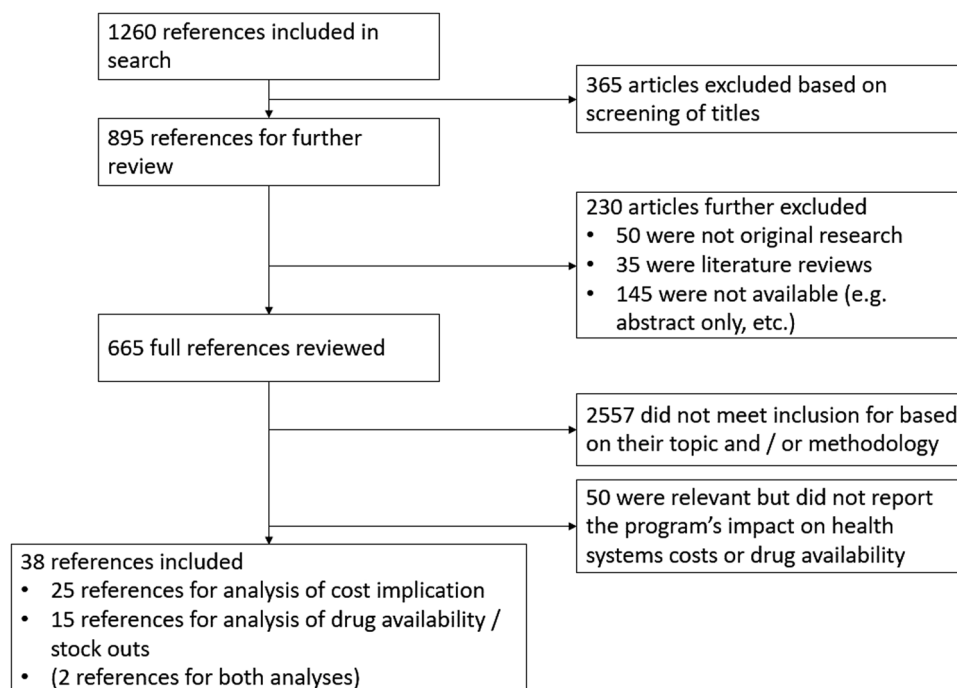 1260 references included in
search
365 articles excluded based on
screening of titles
895 references for further
review
230 articles further excluded
• 50 were not original research
• 35 were literature reviews
• 145 were not available (e.g.
abstract only, etc.)
665 full references reviewed
2557 did not meet inclusion for based
on their topic and / or methodology
50 were relevant but did not report
the program's impact on health
systems costs or drug availability
38 references included
• 25 references for analysis of cost implication
• 15 references for analysis of drug availability /
stock outs
• (2 references for both analyses)